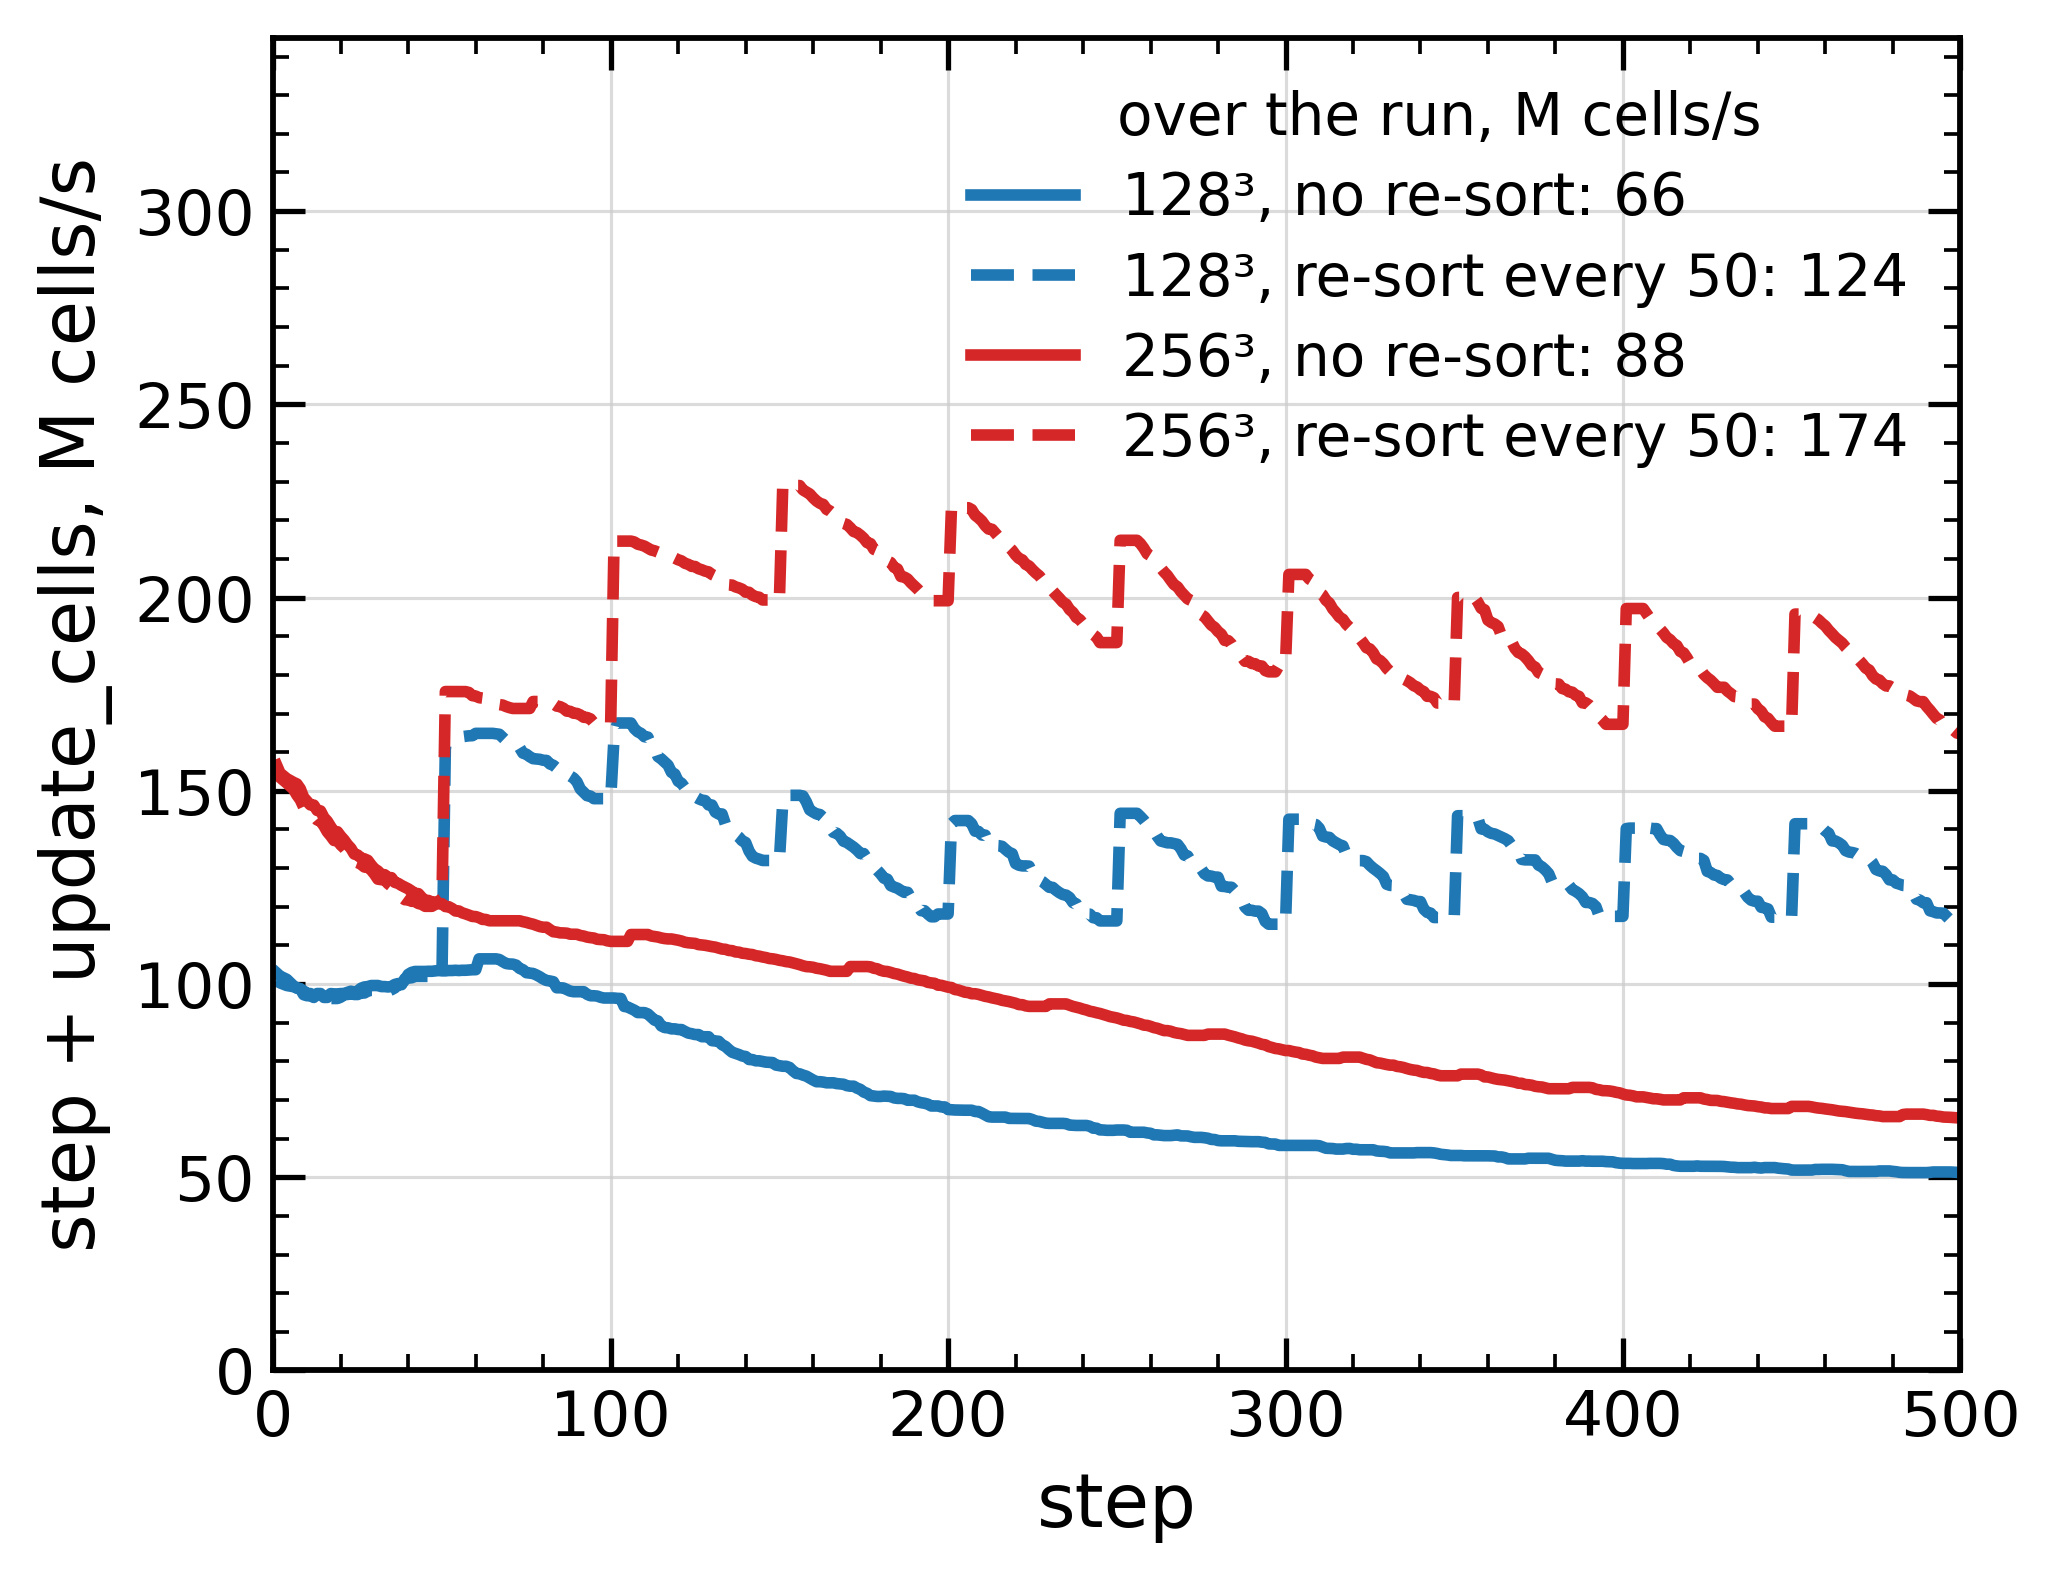 over the run, M cells/s
128³, no re-sort: 66
128³, re-sort every 50: 124
256³, no re-sort: 88
256³, re-sort every 50: 174
step + update_cells, M cells/s
300
250
200
150
100
50
0
0 100 200 300 400 500
step